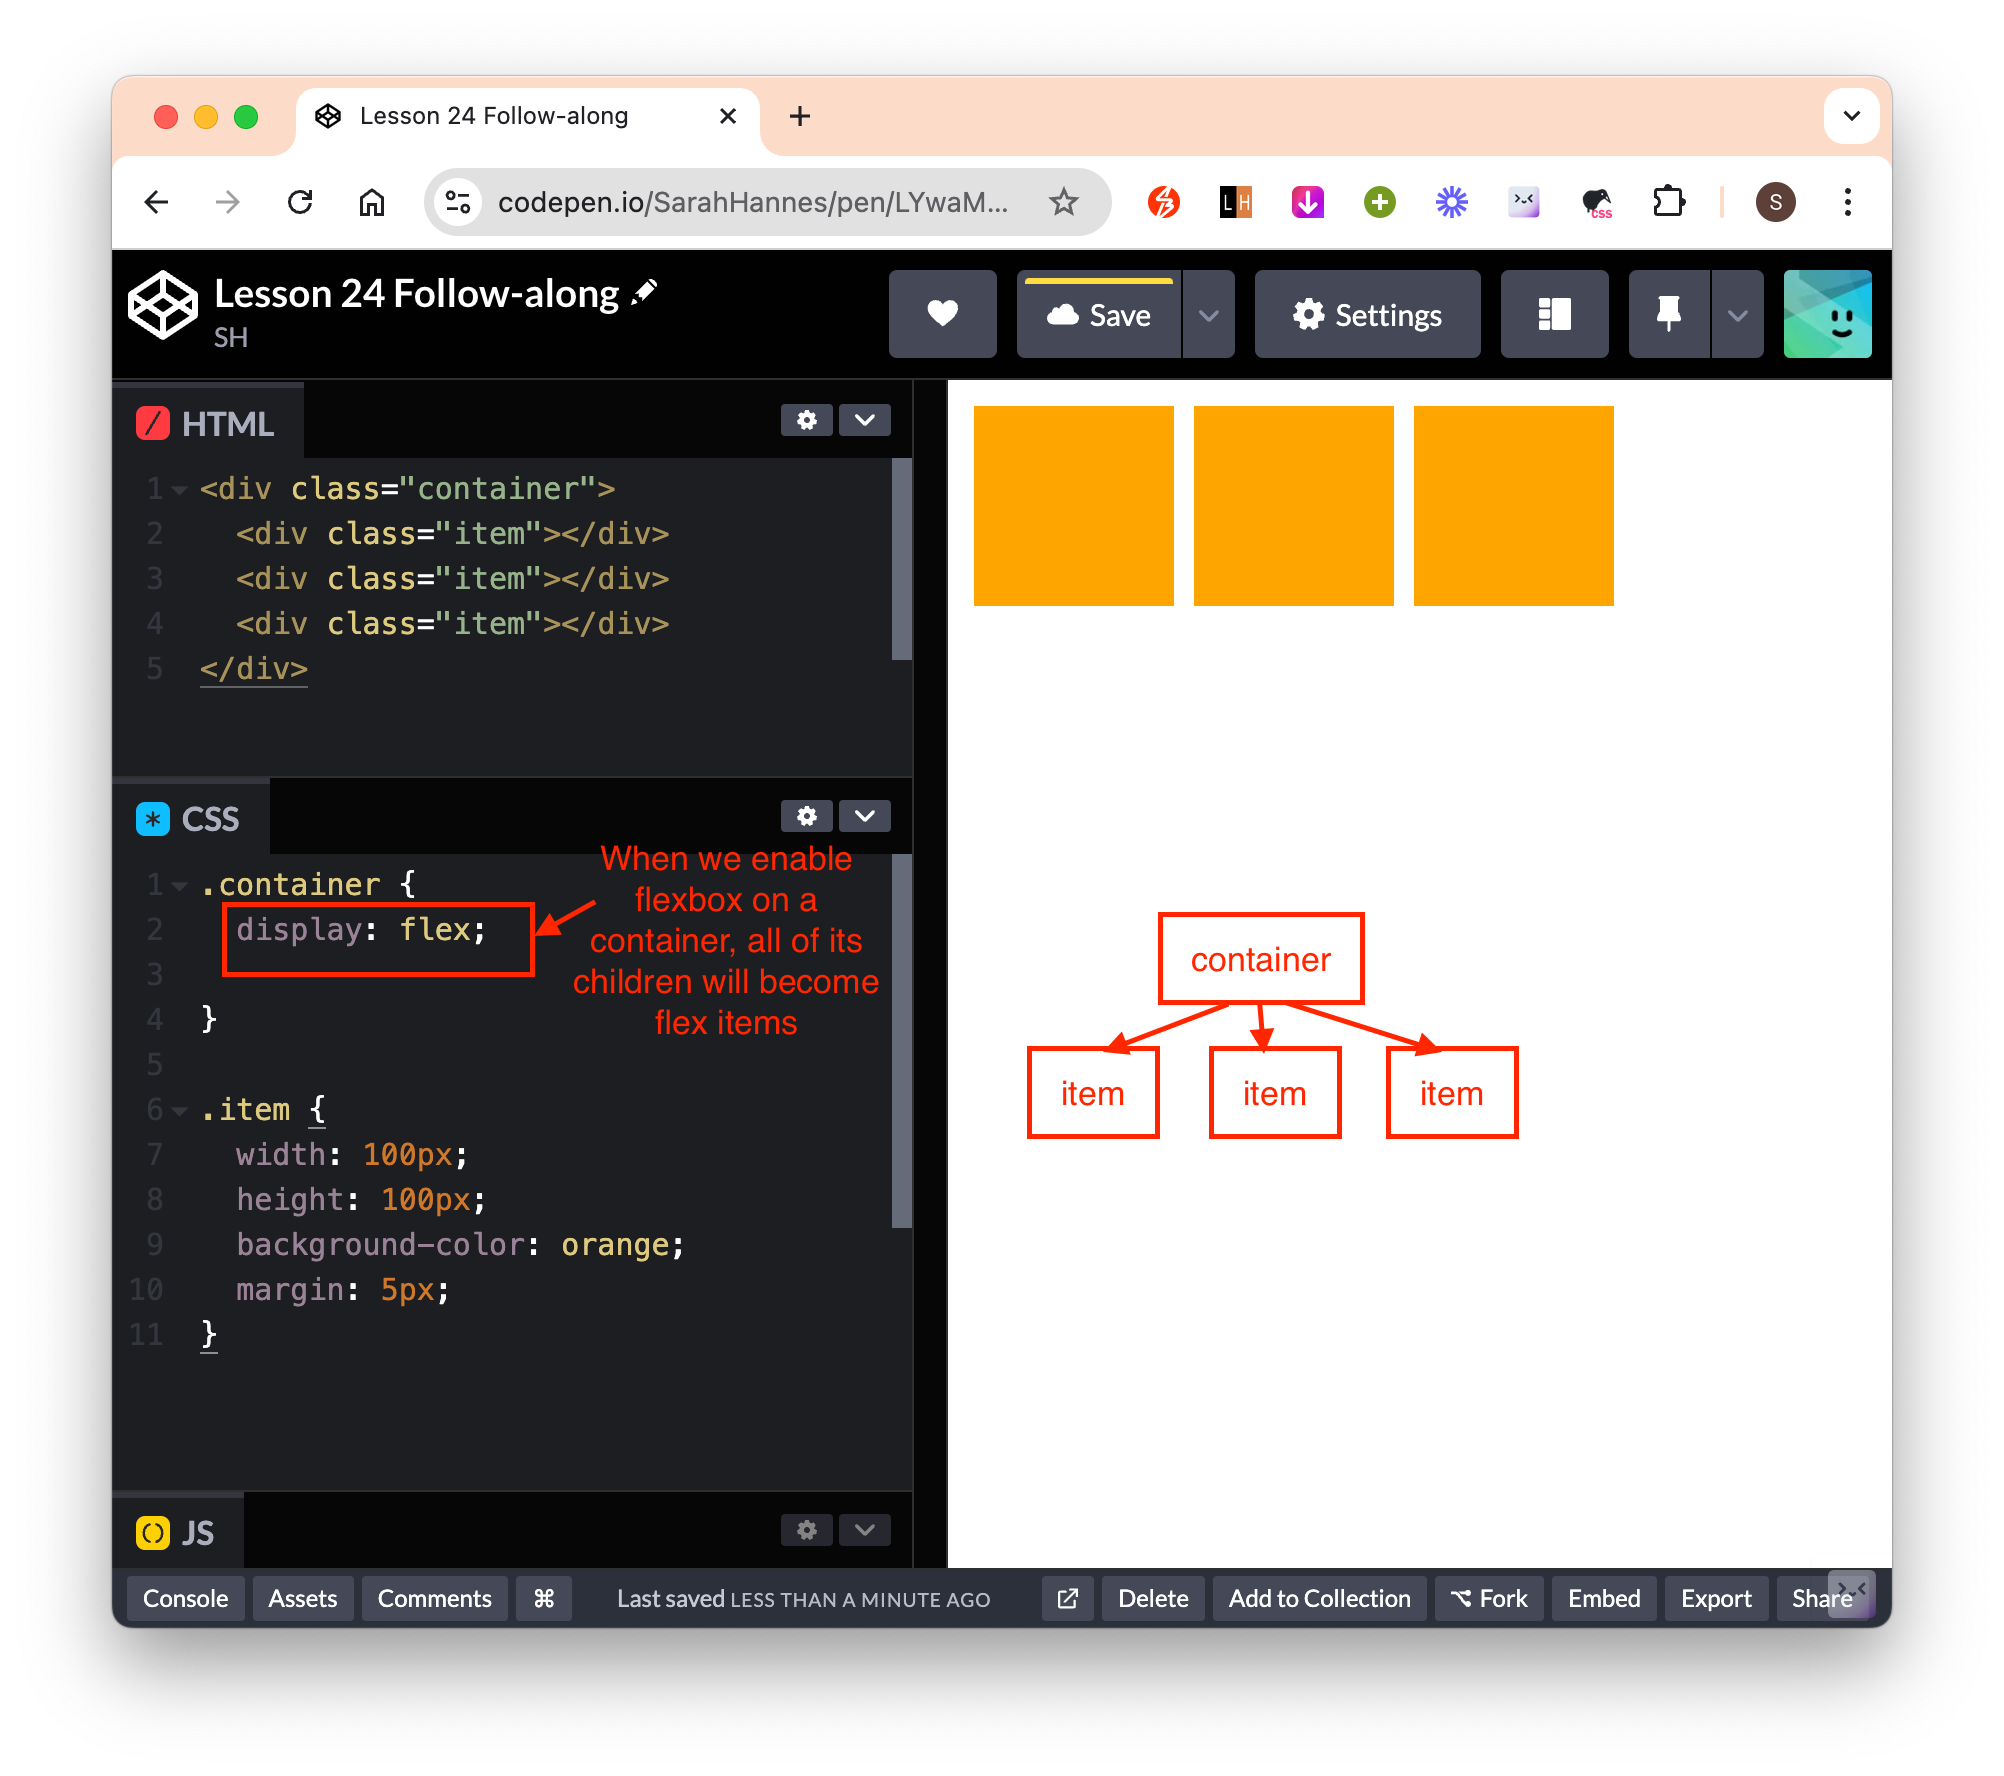 Lesson 24 Follow-along
codepen.io/SarahHannes/pen/LYwaM...
LH
css
S
Lesson 24 Follow-along
SH
Save
Settings
HTML
1 <div class="container">
2 <div class="item"></div>
3 <div class="item"></div>
4 <div class="item"></div>
5 </div>
CSS
1 .container {
2 display: flex;
3
4 }
5
6 .item {
7 width: 100px;
8 height: 100px;
9 background-color: orange;
10 margin: 5px;
11 }
When we enable
flexbox on a
container, all of its
children will become
flex items
container
item item item
JS
Console Assets Comments ⌘ Last saved LESS THAN A MINUTE AGO Delete Add to Collection Fork Embed Export Share